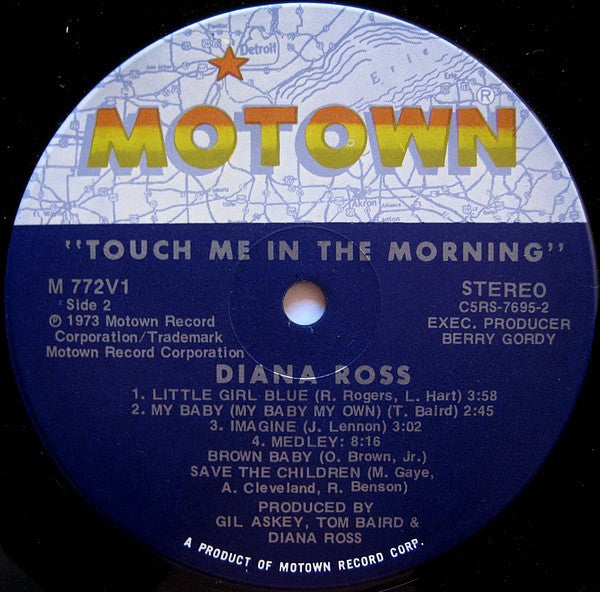 Detroit
Erie
MOTOWN®
Akron
"TOUCH ME IN THE MORNING"
M 772V1
Side 2
℗ 1973 Motown Record
Corporation/Trademark
Motown Record Corporation
STEREO
C5RS-7695-2
EXEC. PRODUCER
BERRY GORDY
DIANA ROSS
1. LITTLE GIRL BLUE (R. Rogers, L. Hart) 3:58
2. MY BABY (MY BABY MY OWN) (T. Baird) 2:45
3. IMAGINE (J. Lennon) 3:02
4. MEDLEY: 8:16
BROWN BABY (O. Brown, Jr.)
SAVE THE CHILDREN (M. Gaye,
A. Cleveland, R. Benson)
PRODUCED BY
GIL ASKEY, TOM BAIRD &
DIANA ROSS
A PRODUCT OF MOTOWN RECORD CORP.